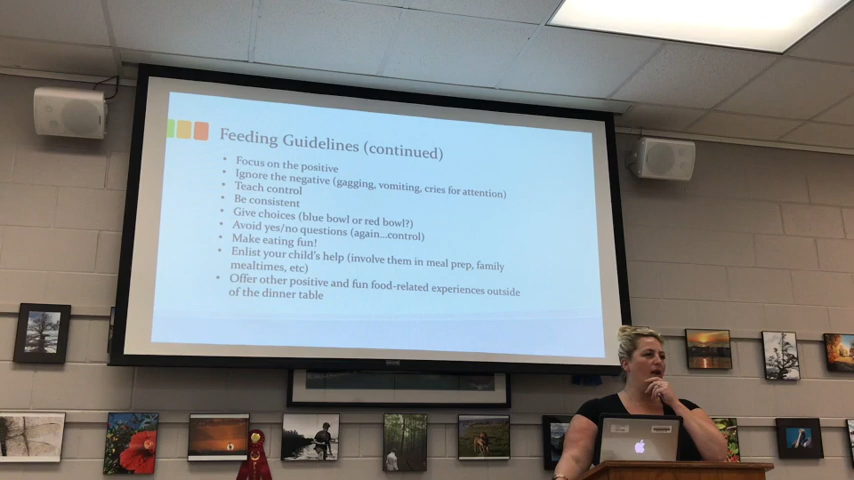 Feeding Guidelines (continued)
• Focus on the positive
• Ignore the negative (gagging, vomiting, cries for attention)
• Teach control
• Be consistent
• Give choices (blue bowl or red bowl?)
• Avoid yes/no questions (again...control)
• Make eating fun!
• Enlist your child's help (involve them in meal prep, family
mealtimes, etc)
• Offer other positive and fun food-related experiences outside
of the dinner table